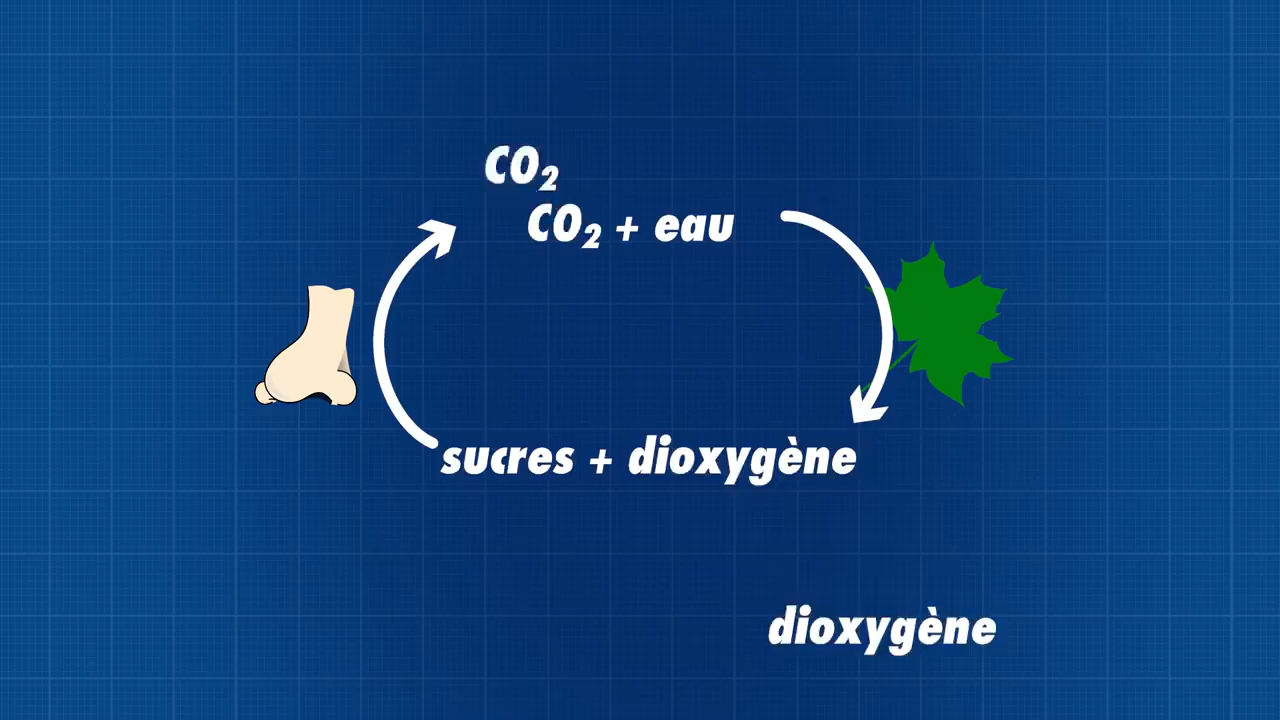 CO₂
CO₂ + eau
sucres + dioxygène
dioxygène